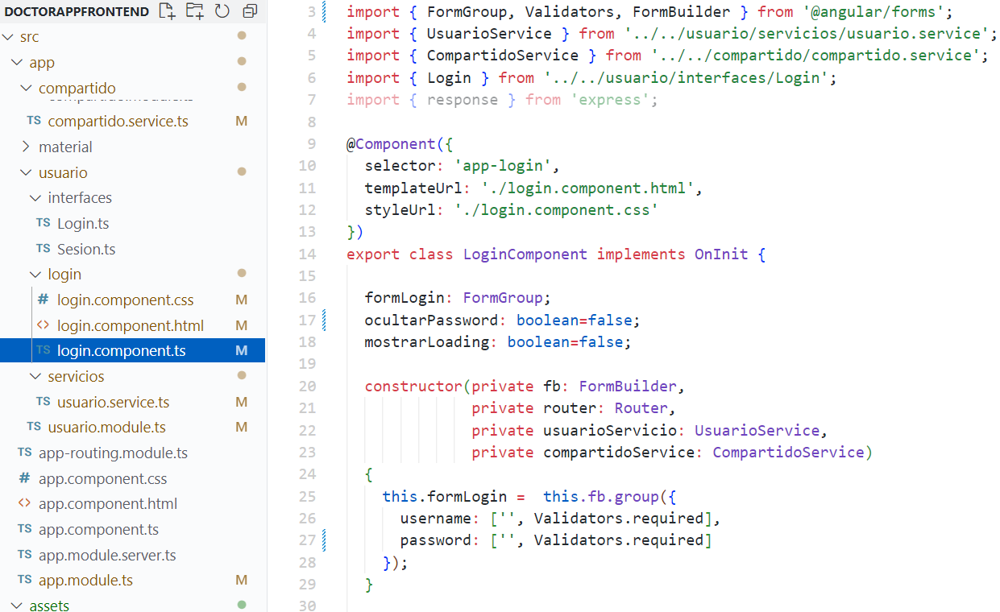 DOCTORAPPFRONTEND
src
app
compartido
TS compartido.service.ts M
material
usuario
interfaces
TS Login.ts
TS Sesion.ts
login
# login.component.css M
<> login.component.html M
TS login.component.ts M
servicios
TS usuario.service.ts M
TS usuario.module.ts M
TS app-routing.module.ts
# app.component.css
<> app.component.html
TS app.component.ts
TS app.module.server.ts
TS app.module.ts M
assets
3 import { FormGroup, Validators, FormBuilder } from '@angular/forms';
4 import { UsuarioService } from '../../usuario/servicios/usuario.service';
5 import { CompartidoService } from '../../compartido/compartido.service';
6 import { Login } from '../../usuario/interfaces/Login';
7 import { response } from 'express';
8
9 @Component({
10 selector: 'app-login',
11 templateUrl: './login.component.html',
12 styleUrl: './login.component.css'
13 })
14 export class LoginComponent implements OnInit {
15
16 formLogin: FormGroup;
17 ocultarPassword: boolean=false;
18 mostrarLoading: boolean=false;
19
20 constructor(private fb: FormBuilder,
21 private router: Router,
22 private usuarioServicio: UsuarioService,
23 private compartidoService: CompartidoService)
24 {
25 this.formLogin =  this.fb.group({
26 username: ['', Validators.required],
27 password: ['', Validators.required]
28 });
29 }
30